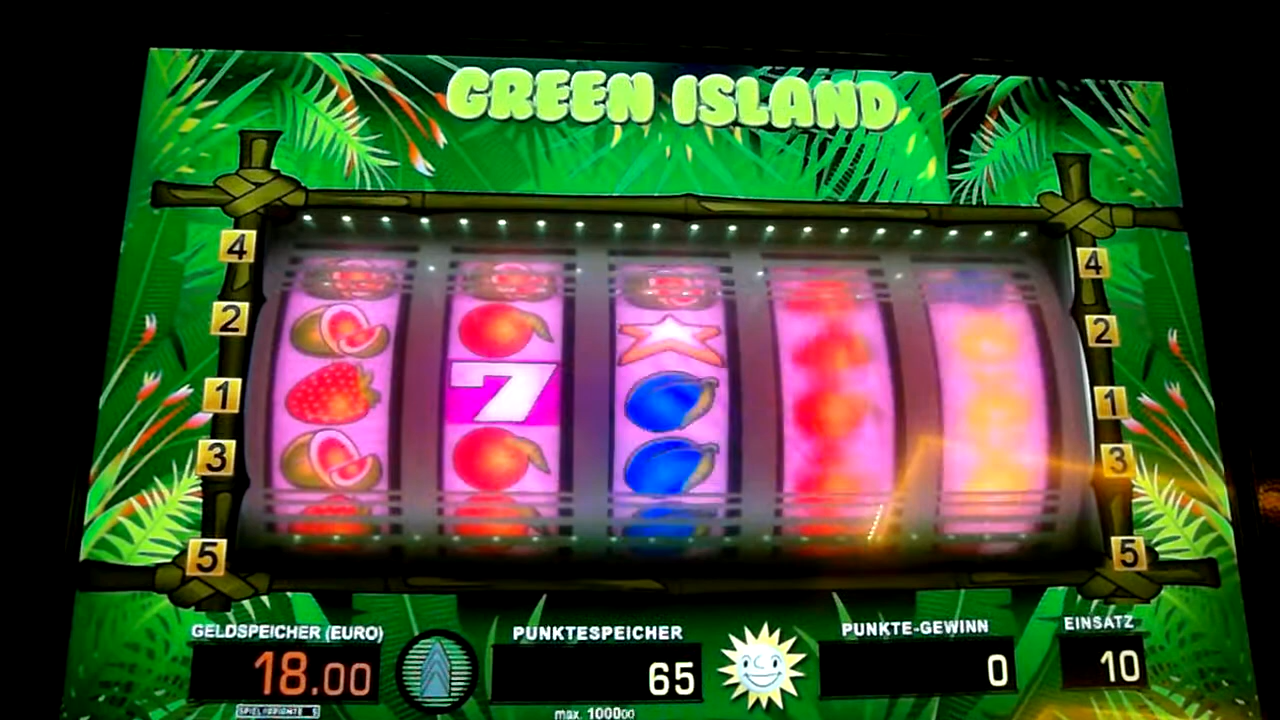 GREEN ISLAND
4 4
2 2
7
1 1
3 3
5 5
GELDSPEICHER (EURO) PUNKTESPEICHER PUNKTE-GEWINN EINSATZ
18.00 65 0 10
max. 100000